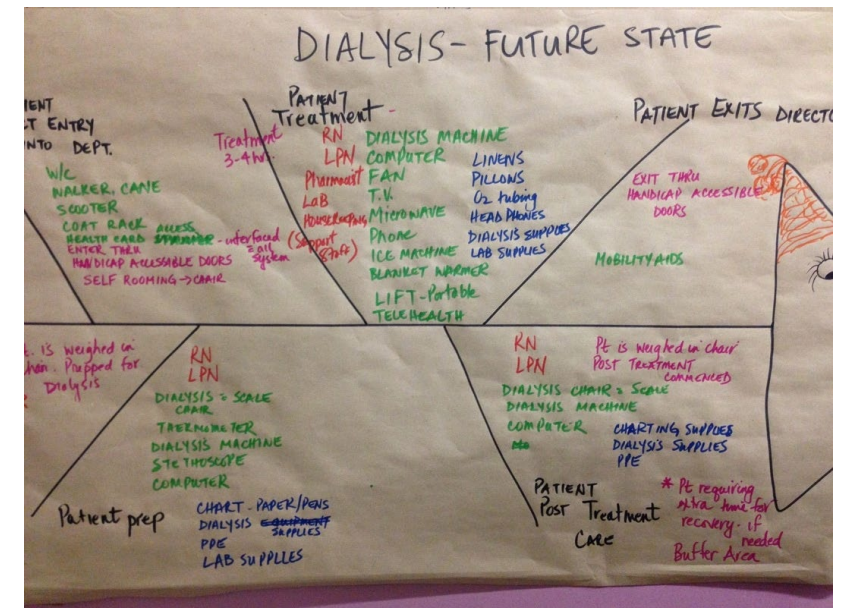 DIALYSIS - FUTURE STATE
IENT
T ENTRY
NTO DEPT.
W/C
WALKER, CANE
SCOOTER
COAT RACK ACCESS
HEALTH CARD - interfaced
ENTER THRU
HANDICAP ACCESSIBLE DOORS
system
SELF ROOMING → CHAIR
Treatment
3-4 hr.
PATIENT
Treatment -
RN
LPN
Pharmacist
LAB
HOUSEKEEPING
(Support
Staff)
DIALYSIS MACHINE
COMPUTER
FAN
T.V.
MICROWAVE
Phone
ICE MACHINE
BLANKET WARMER
LIFT - Portable
TELEHEALTH
LINENS
PILLOWS
O2 tubing
HEAD PHONES
DIALYSIS SUPPLIES
LAB SUPPLIES
PATIENT EXITS DIRECTO
EXIT THRU
HANDICAP ACCESSIBLE
DOORS
MOBILITY AIDS
t. is weighed in
hair. Prepped for
Dialysis
RN
LPN
DIALYSIS = SCALE
CHAIR
THERMOMETER
DIALYSIS MACHINE
STETHOSCOPE
COMPUTER
Patient prep
CHART - PAPER/PENS
DIALYSIS EQUIPMENT
SUPPLIES
PPE
LAB SUPPLIES
RN
LPN
Pt is weighed in chair
POST TREATMENT
COMMENCED
DIALYSIS CHAIR = SCALE
DIALYSIS MACHINE
COMPUTER
CHARTING SUPPLIES
DIALYSIS SUPPLIES
PPE
PATIENT
POST Treatment
CARE
* Pt requiring
extra time for
recovery. if
needed
Buffer Area